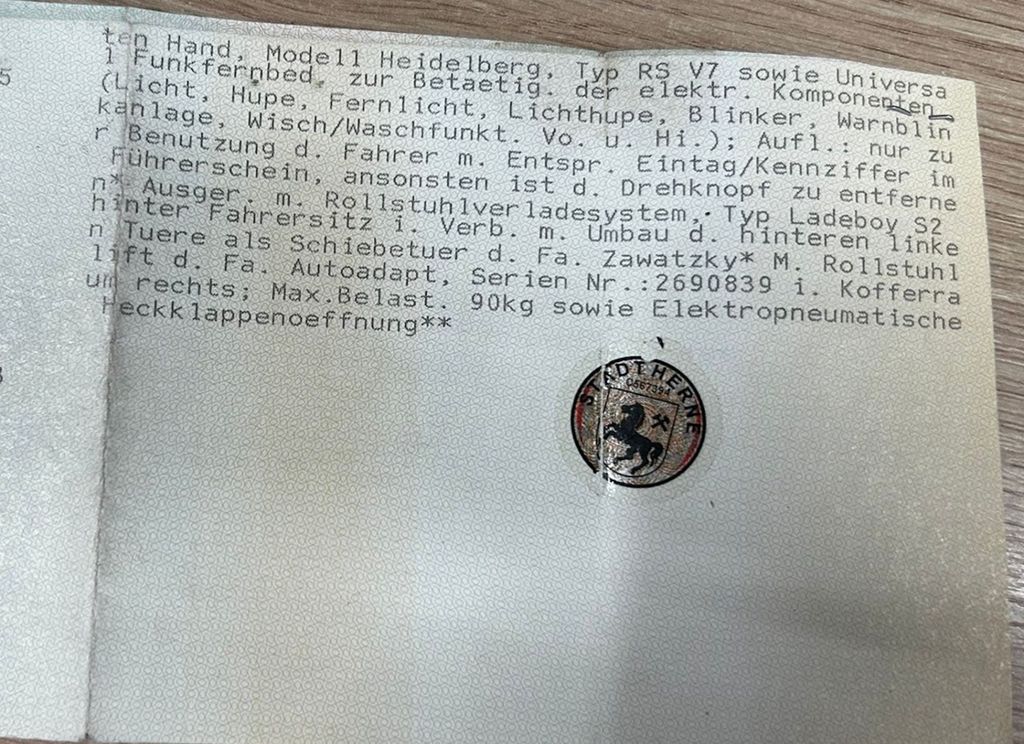 5
ten Hand, Modell Heidelberg, Typ RS V7 sowie Universa
l Funkfernbed. zur Betaetig. der elektr. Komponenten
(Licht, Hupe, Fernlicht, Lichthupe, Blinker, Warnblin
kanlage, Wisch/Waschfunkt. Vo. u. Hi.); Aufl.: nur zu
r Benutzung d. Fahrer m. Entspr. Eintag/Kennziffer im
Führerschein, ansonsten ist d. Drehknopf zu entferne
n* Ausger. m. Rollstuhlverladesystem, Typ Ladeboy S2
hinter Fahrersitz i. Verb. m. Umbau d. hinteren linke
n Tuere als Schiebetuer d. Fa. Zawatzky* M. Rollstuhl
lift d. Fa. Autoadapt, Serien Nr.:2690839 i. Kofferra
um rechts; Max.Belast. 90kg sowie Elektropneumatische
Heckklappenoeffnung**
STADT HERNE
0567394